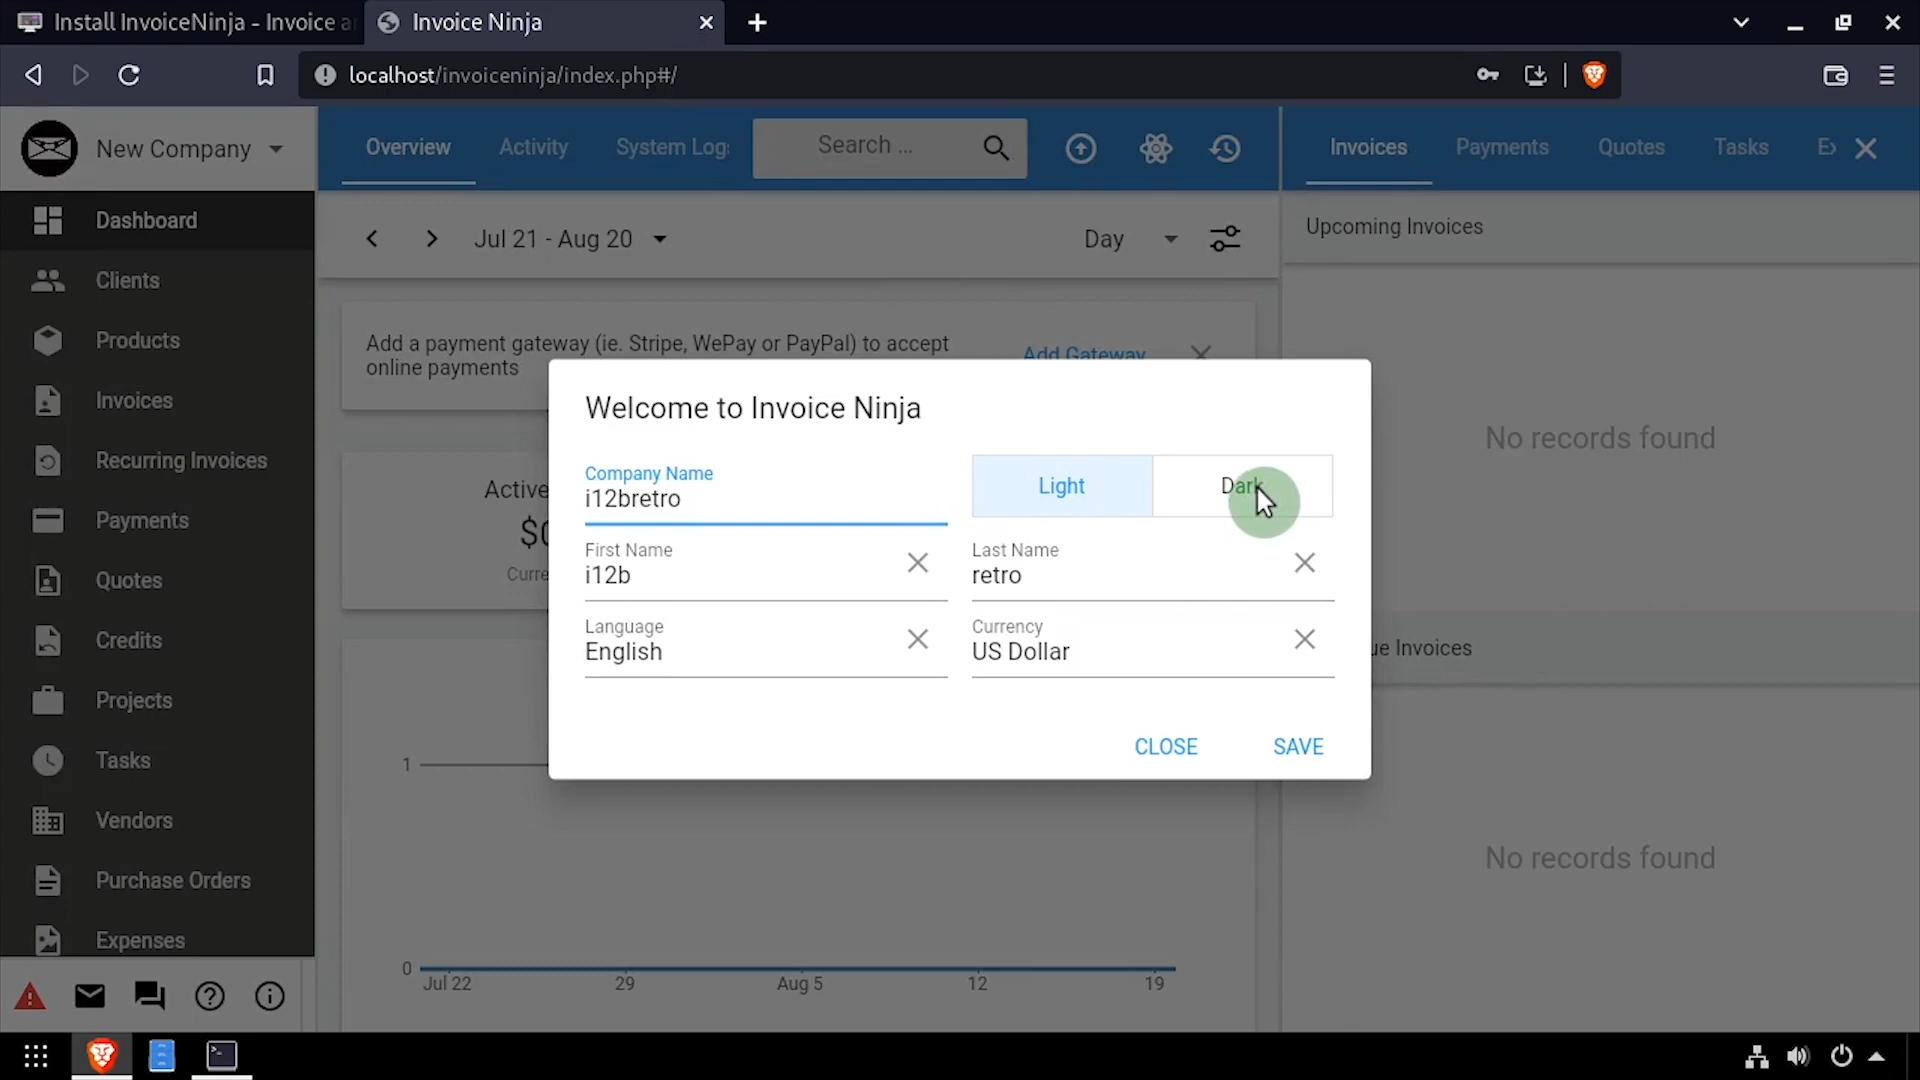 Install InvoiceNinja - Invoice a
Invoice Ninja
localhost/invoiceninja/index.php#/
New Company
Overview
Activity
System Log
Search ...
Invoices
Payments
Quotes
Tasks
Dashboard
Clients
Products
Invoices
Recurring Invoices
Payments
Quotes
Credits
Projects
Tasks
Vendors
Purchase Orders
Expenses
Jul 21 - Aug 20
Day
Upcoming Invoices
No records found
Add a payment gateway (ie. Stripe, WePay or PayPal) to accept
online payments
Add Gateway
Active
$0
Curre
Welcome to Invoice Ninja
Company Name
i12bretro
Light
Dark
First Name
i12b
Last Name
retro
Language
English
Currency
US Dollar
CLOSE
SAVE
ue Invoices
No records found
1
0
Jul 22
29
Aug 5
12
19